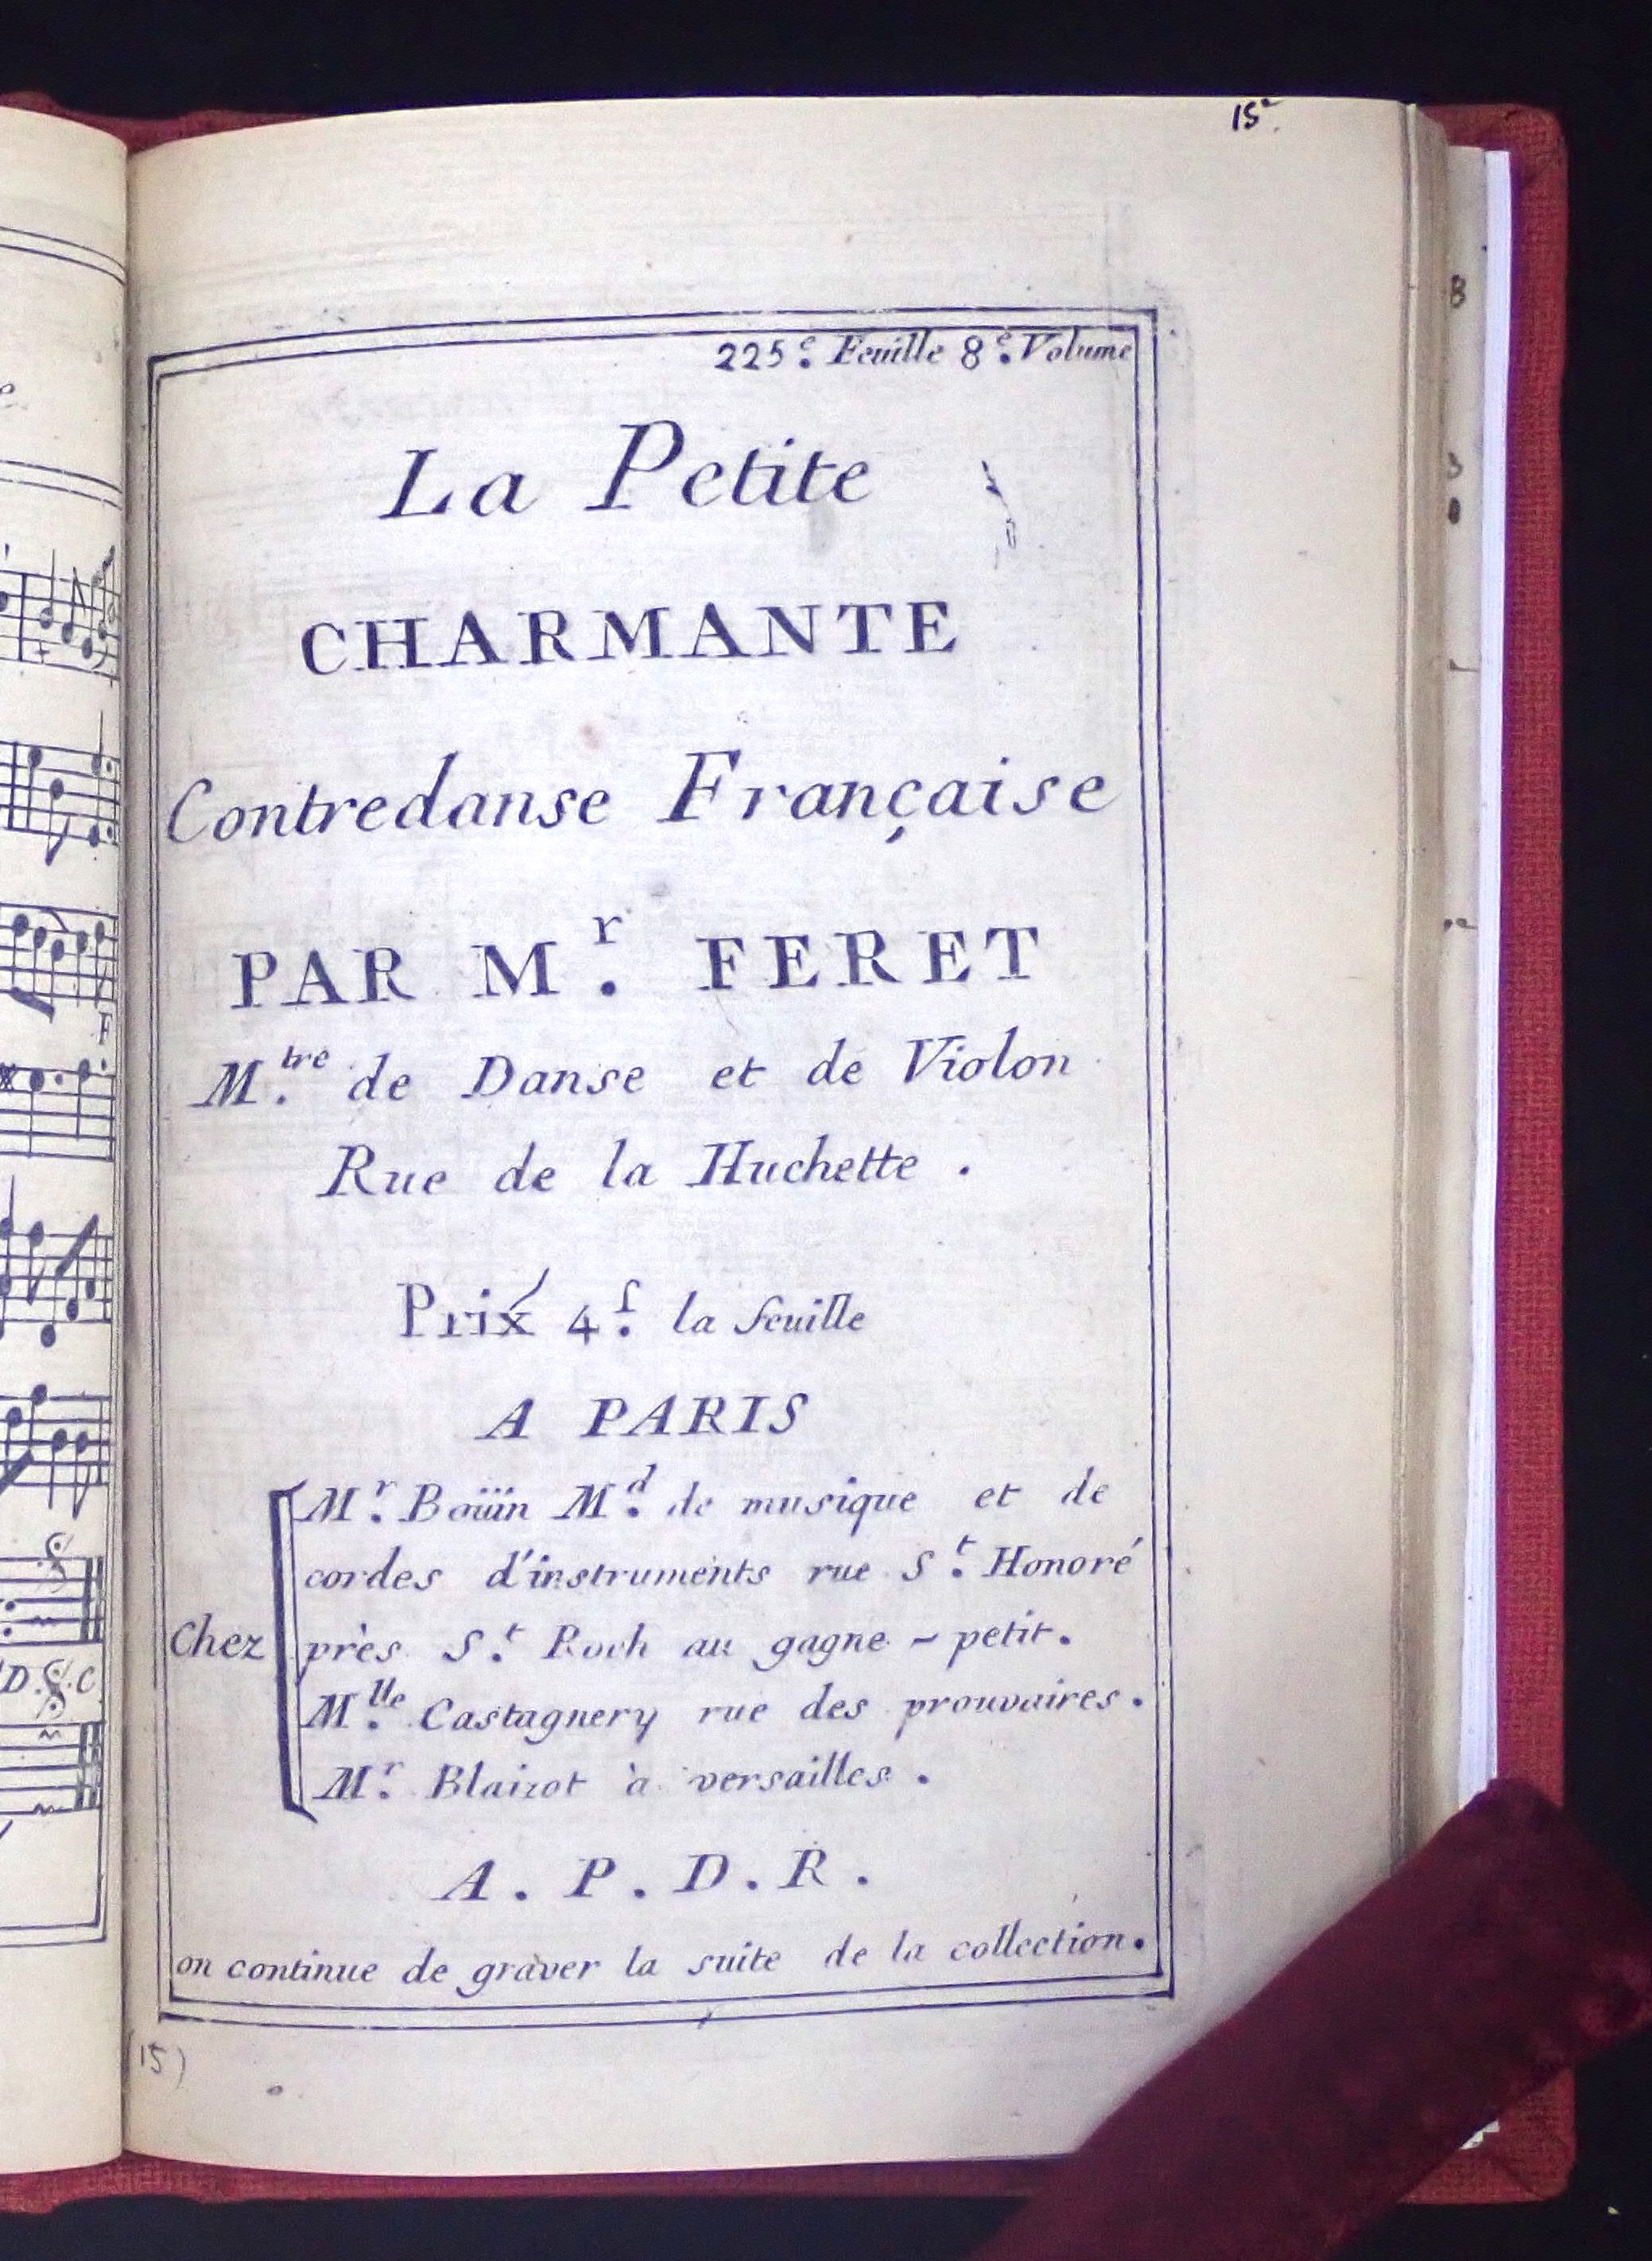 15e.
225e. Feuille 8e. Volume
La Petite
CHARMANTE
Contredanse Française
PAR Mr. FERET
Mtre. de Danse et de Violon
Rue de la Huchette.
Prix 4f. la feuille
A PARIS
Mr. Boüin Md. de musique et de
cordes d'instruments rue St. Honoré
Chez près St. Roch au gagne-petit.
Mlle. Castagnery rue des prouvaires.
Mr. Blaizot à versailles.
A. P. D. R.
on continue de graver la suite de la collection.
(15)
D. C
F